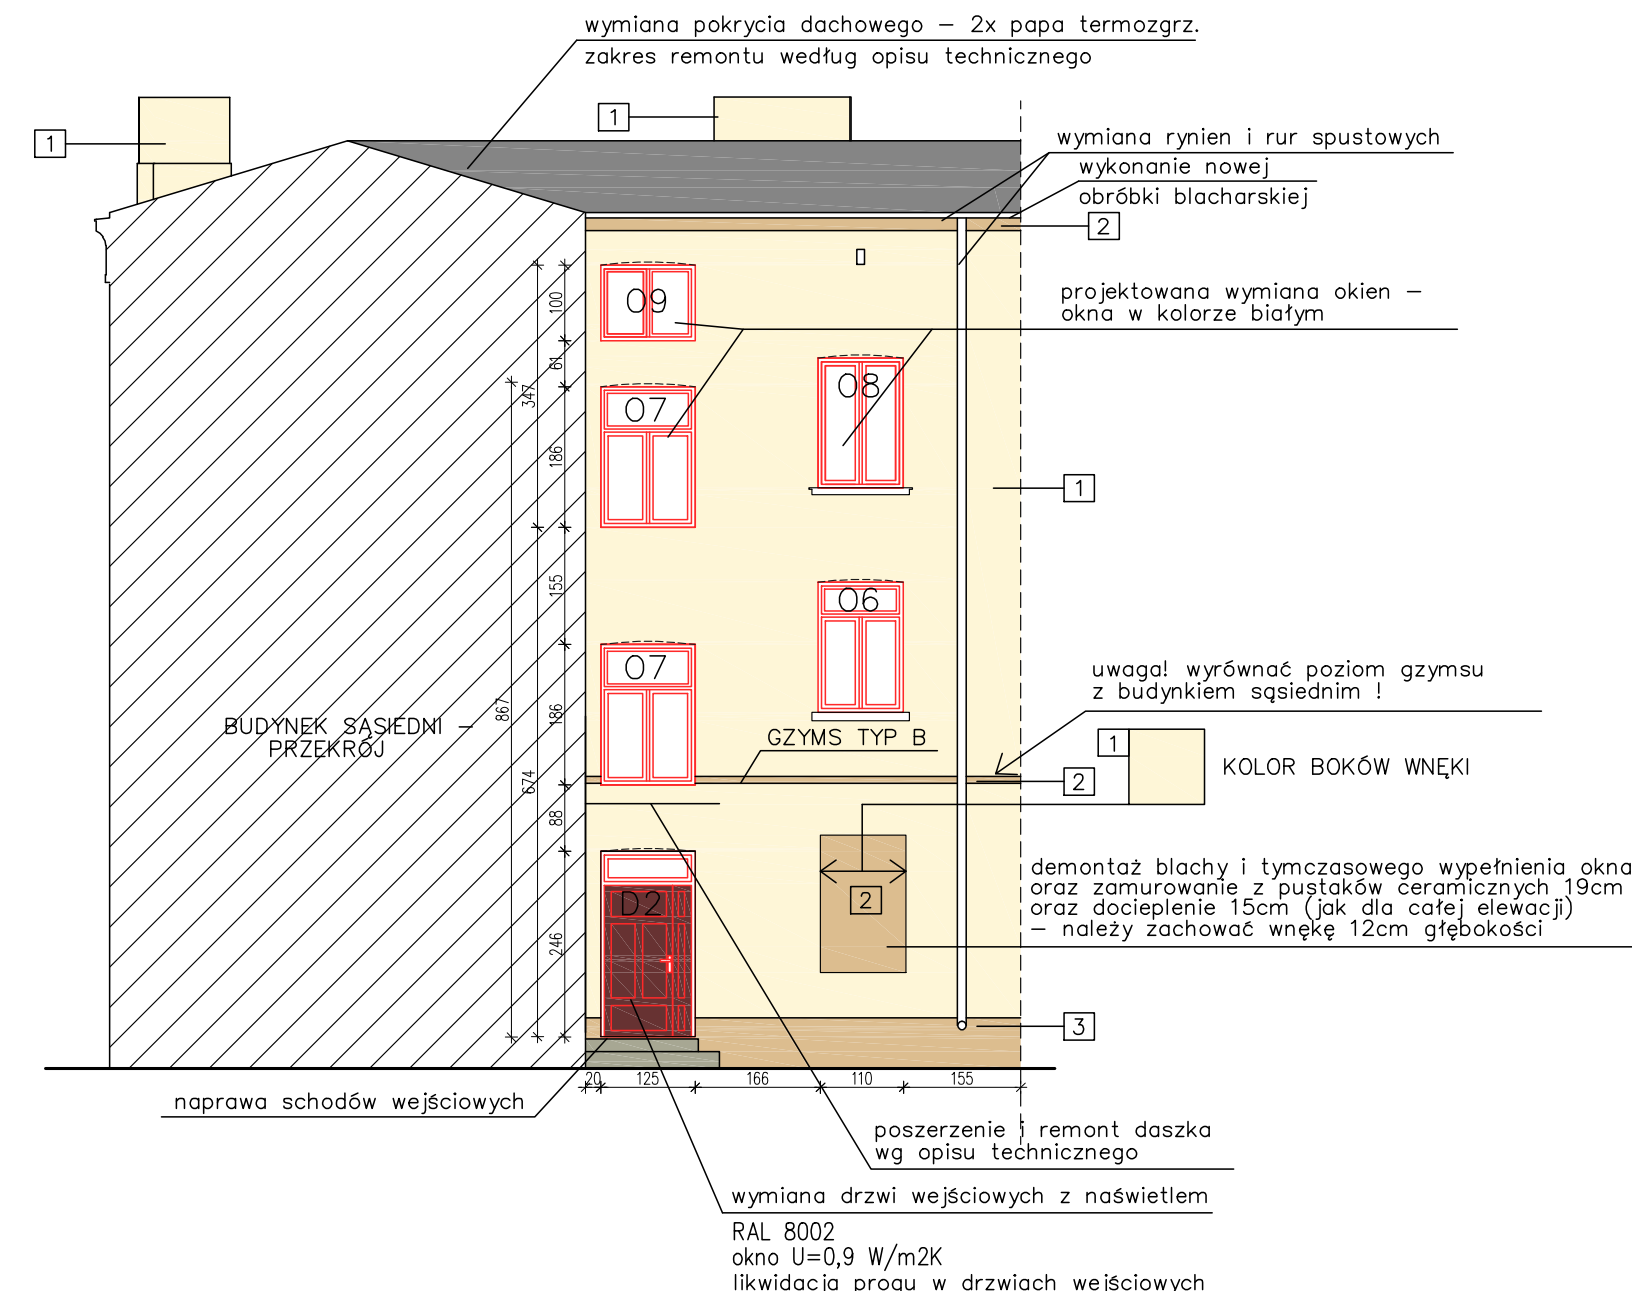 wymiana pokrycia dachowego – 2x papa termozgrz.
zakres remontu według opisu technicznego
1
1
wymiana rynien i rur spustowych
wykonanie nowej
obróbki blacharskiej
2
projektowana wymiana okien –
okna w kolorze białym
O9
100
61
347
O8
O7
186
1
155
O6
uwaga! wyrównać poziom gzymsu
z budynkiem sąsiednim !
O7
867
186
BUDYNEK SĄSIEDNI –
PRZEKRÓJ
GZYMS TYP B
1
KOLOR BOKÓW WNĘKI
2
674
88
demontaż blachy i tymczasowego wypełnienia okna
oraz zamurowanie z pustaków ceramicznych 19cm
oraz docieplenie 15cm (jak dla całej elewacji)
– należy zachować wnękę 12cm głębokości
2
D2
246
3
20 125 166 110 155
naprawa schodów wejściowych
poszerzenie i remont daszka
wg opisu technicznego
wymiana drzwi wejściowych z naświetlem
RAL 8002
okno U=0,9 W/m2K
likwidacja progu w drzwiach wejściowych